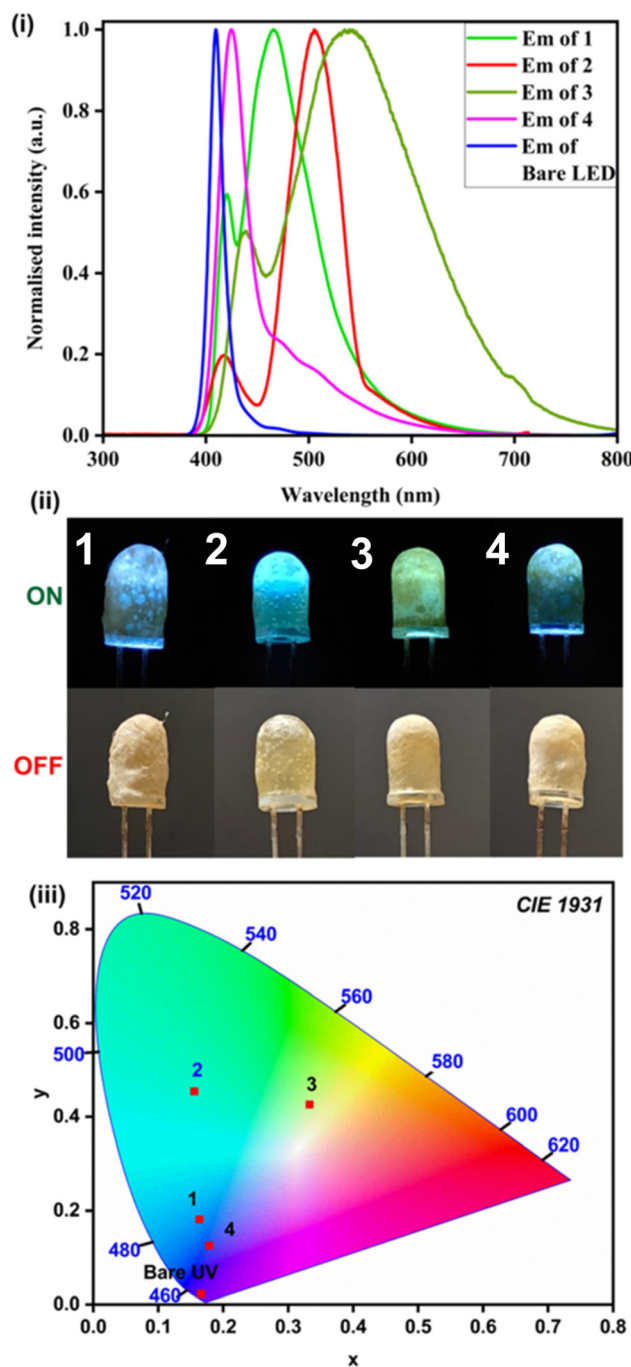 (i)
1.0
0.8
0.6
0.4
0.2
0.0
Normalised intensity (a.u.)
Em of 1
Em of 2
Em of 3
Em of 4
Em of
Bare LED
300 400 500 600 700 800
Wavelength (nm)
(ii)
1 2 3 4
ON
OFF
(iii)
CIE 1931
520
540
560
580
600
620
500
480
460
0.8
0.6
0.4
0.2
0.0
y
2
3
1
4
Bare UV
0.0 0.1 0.2 0.3 0.4 0.5 0.6 0.7 0.8
x